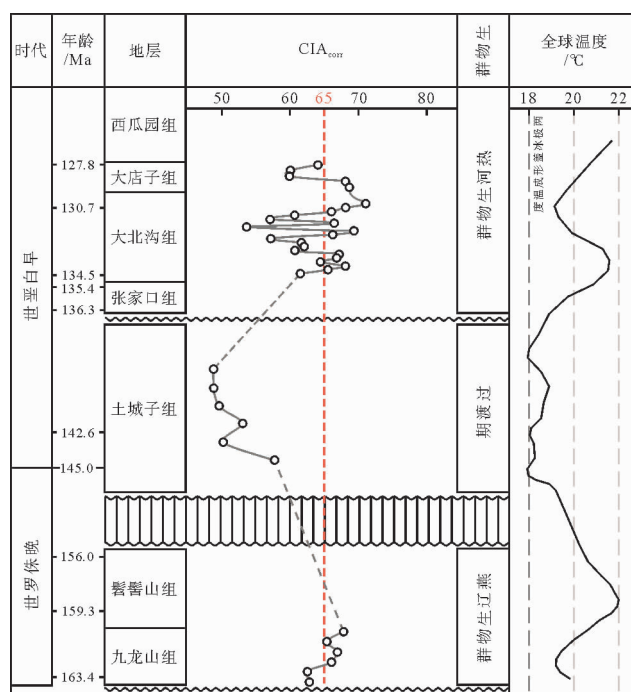 时代
年龄
/Ma
地层
CIAcorr
生物群
全球温度
/℃
50
60
65
70
80
18
20
22
早白垩世
晚侏罗世
127.8
130.7
134.5
135.4
136.3
142.6
145.0
156.0
159.3
163.4
西瓜园组
大店子组
大北沟组
张家口组
土城子组
髫髻山组
九龙山组
热河生物群
过渡期
燕辽生物群
两板冰盖形成温度